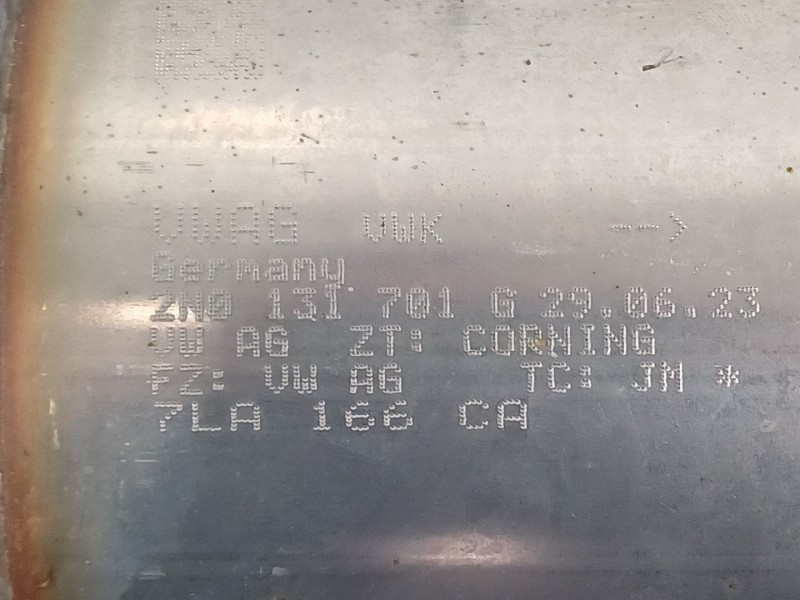 VWAG VWK -->
Germany
2N0 131 701 G 29.06.23
VW AG ZT: CORNING
FZ: VW AG TC: JM *
7LA 166 CA